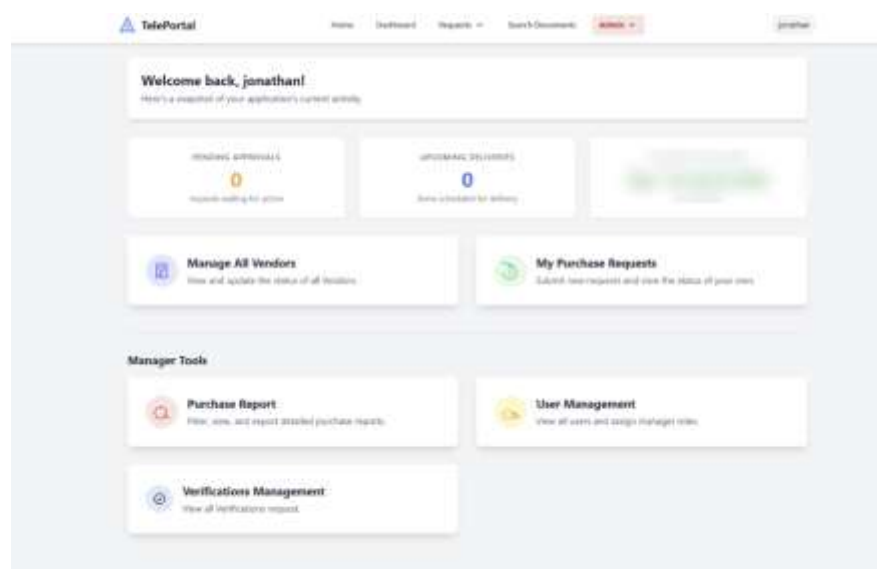 TelePortal
Home Dashboard Requests Search Documents Admin jonathan
Welcome back, jonathan!
Here's a snapshot of your application's current activity.
PENDING APPROVALS
0
requests waiting for action
UPCOMING DELIVERIES
0
items scheduled for delivery
Manage All Vendors
View and update the status of all Vendors.
My Purchase Requests
Submit new requests and view the status of your own.
Manager Tools
Purchase Report
Filter, view, and export detailed purchase reports.
User Management
View all users and assign manager roles.
Verifications Management
View all Verifications request.